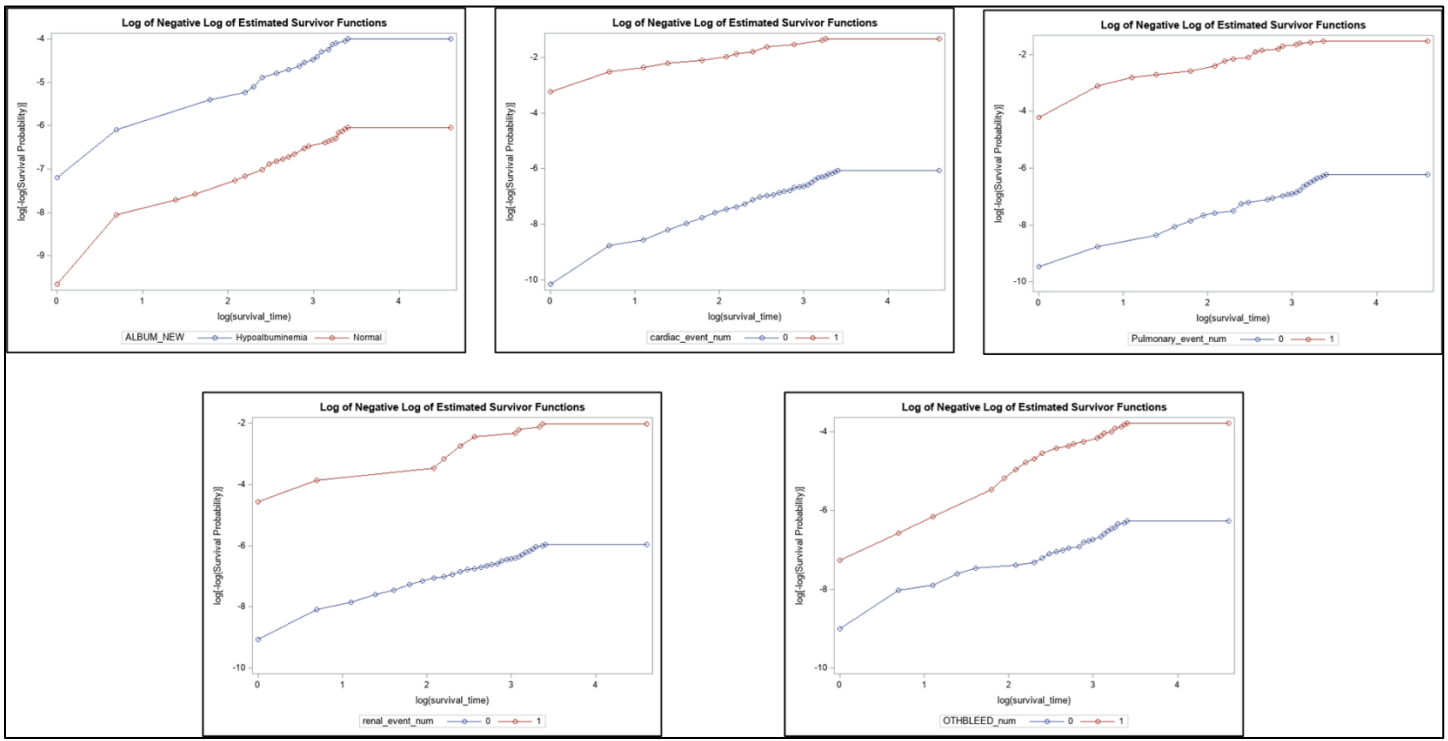 Log of Negative Log of Estimated Survivor Functions
log[-log(Survival Probability)]
-4
-5
-6
-7
-8
-9
0 1 2 3 4
log(survival_time)
ALBUM_NEW Hypoalbuminemia Normal
Log of Negative Log of Estimated Survivor Functions
log[-log(Survival Probability)]
-2
-4
-6
-8
-10
0 1 2 3 4
log(survival_time)
cardiac_event_num 0 1
Log of Negative Log of Estimated Survivor Functions
log[-log(Survival Probability)]
-2
-4
-6
-8
-10
0 1 2 3 4
log(survival_time)
Pulmonary_event_num 0 1
Log of Negative Log of Estimated Survivor Functions
log[-log(Survival Probability)]
-2
-4
-6
-8
-10
0 1 2 3 4
log(survival_time)
renal_event_num 0 1
Log of Negative Log of Estimated Survivor Functions
log[-log(Survival Probability)]
-4
-6
-8
-10
0 1 2 3 4
log(survival_time)
OTHBLEED_num 0 1